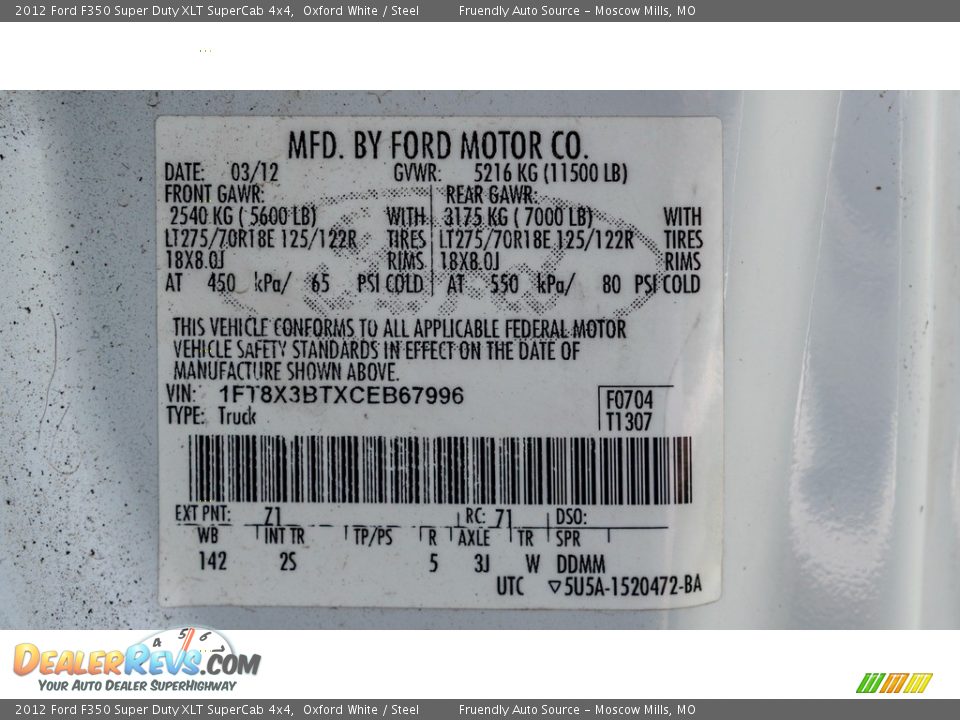 2012 Ford F350 Super Duty XLT SuperCab 4x4, Oxford White / Steel Fruendly Auto Source - Moscow Mills, MO
MFD. BY FORD MOTOR CO.
DATE: 03/12 GVWR: 5216 KG (11500 LB)
FRONT GAWR: REAR GAWR:
2540 KG ( 5600 LB) WITH 3175 KG ( 7000 LB) WITH
LT275/70R18E 125/122R TIRES LT275/70R18E 125/122R TIRES
18X8.0J RIMS 18X8.0J RIMS
AT 450 kPa/ 65 PSI COLD AT 550 kPa/ 80 PSI COLD
THIS VEHICLE CONFORMS TO ALL APPLICABLE FEDERAL MOTOR
VEHICLE SAFETY STANDARDS IN EFFECT ON THE DATE OF
MANUFACTURE SHOWN ABOVE.
VIN: 1FT8X3BTXCEB67996 F0704
TYPE: Truck T1307
EXT PNT: Z1 RC: 71 DSO:
WB INT TR TP/PS R AXLE TR SPR
142 2S 5 3J W DDMM
UTC ▽5U5A-1520472-BA
4 5 6 7
DEALERREVS.COM
YOUR AUTO DEALER SUPERHIGHWAY
2012 Ford F350 Super Duty XLT SuperCab 4x4, Oxford White / Steel Fruendly Auto Source - Moscow Mills, MO